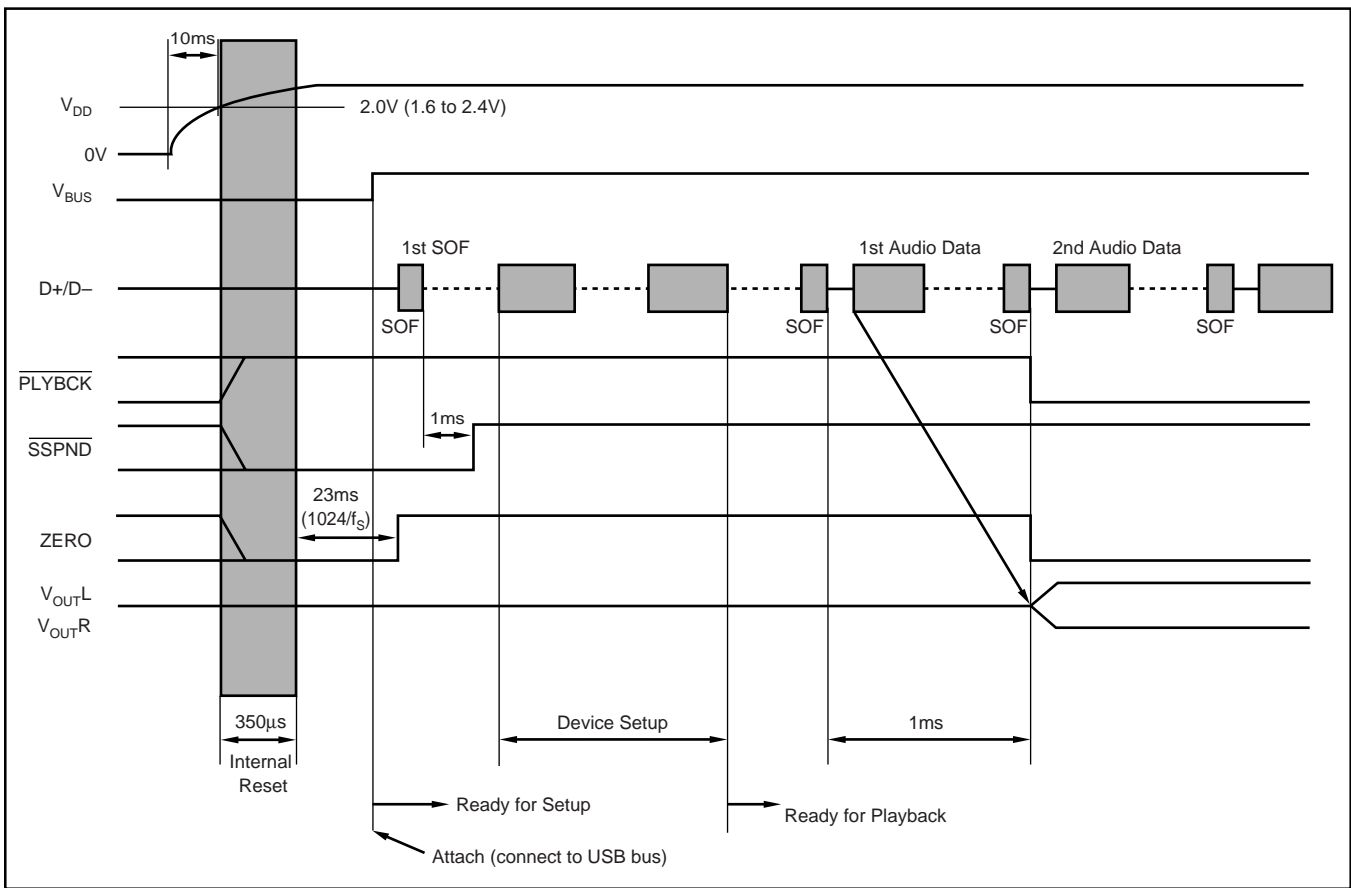 10ms
V_DD
2.0V (1.6 to 2.4V)
0V
V_BUS
1st SOF
1st Audio Data
2nd Audio Data
D+/D–
SOF
SOF
SOF
SOF
PLYBCK
1ms
SSPND
23ms
(1024/f_S)
ZERO
V_OUTL
V_OUTR
350µs
Device Setup
1ms
Internal
Reset
Ready for Setup
Ready for Playback
Attach (connect to USB bus)